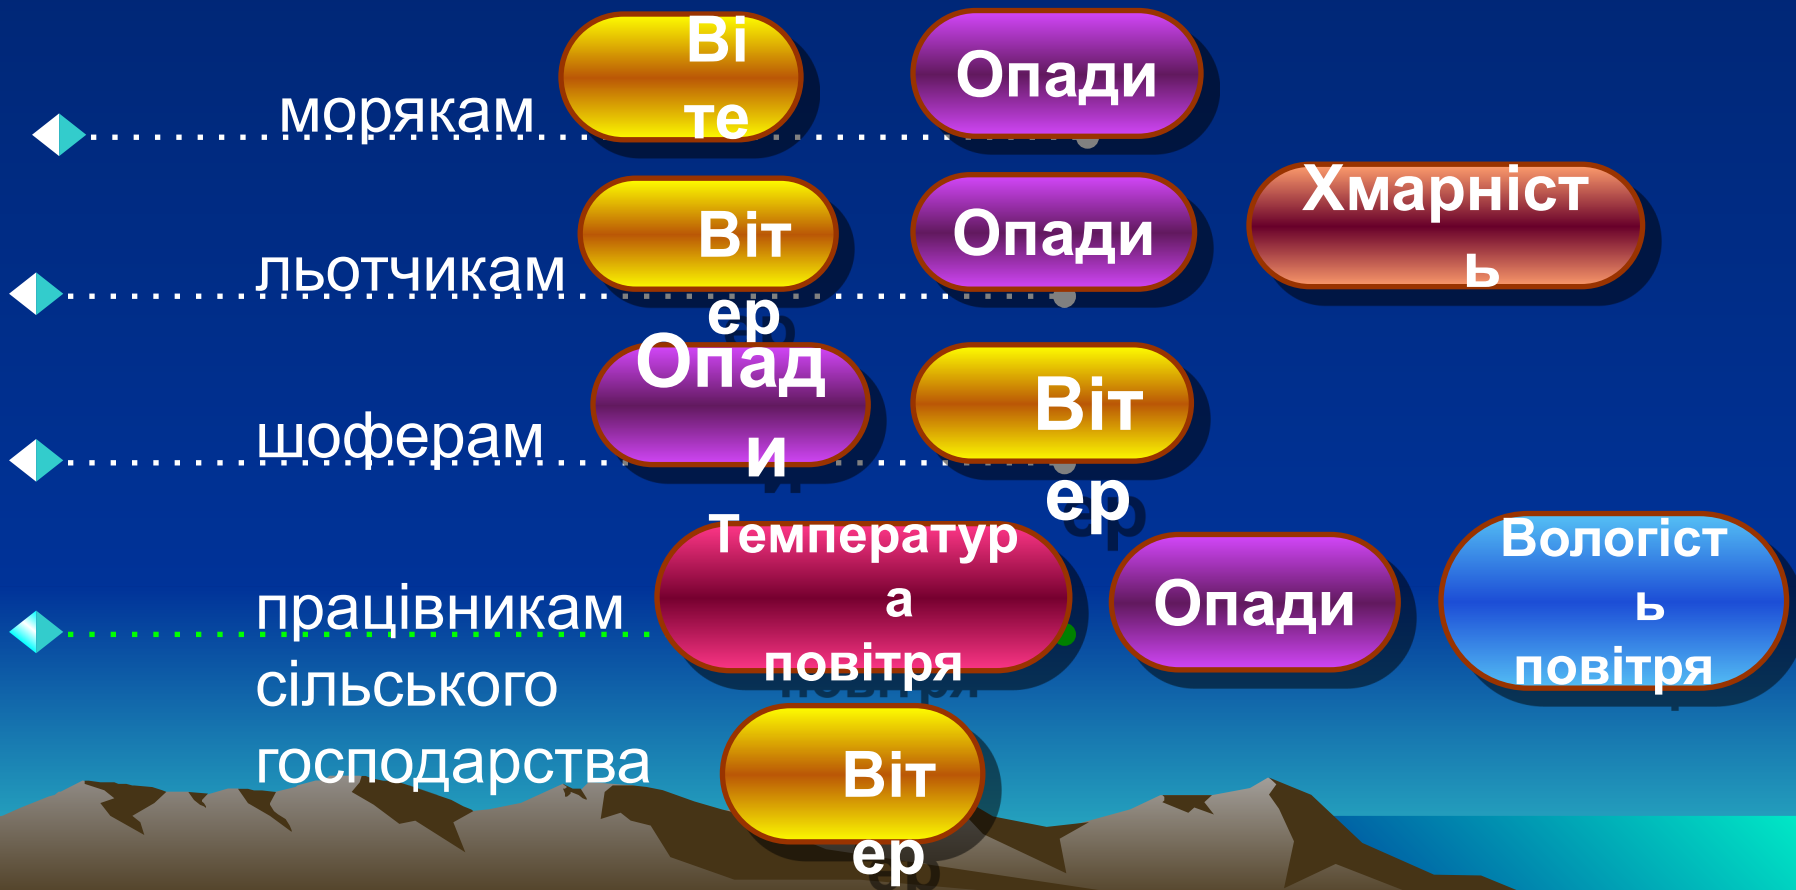 морякам
Ві
те
Опади
льотчикам
Віт
ер
Опади
Хмарніст
ь
шоферам
Опад
и
Віт
ер
працівникам
сільського
господарства
Температур
а
повітря
Опади
Вологіст
ь
повітря
Віт
ер